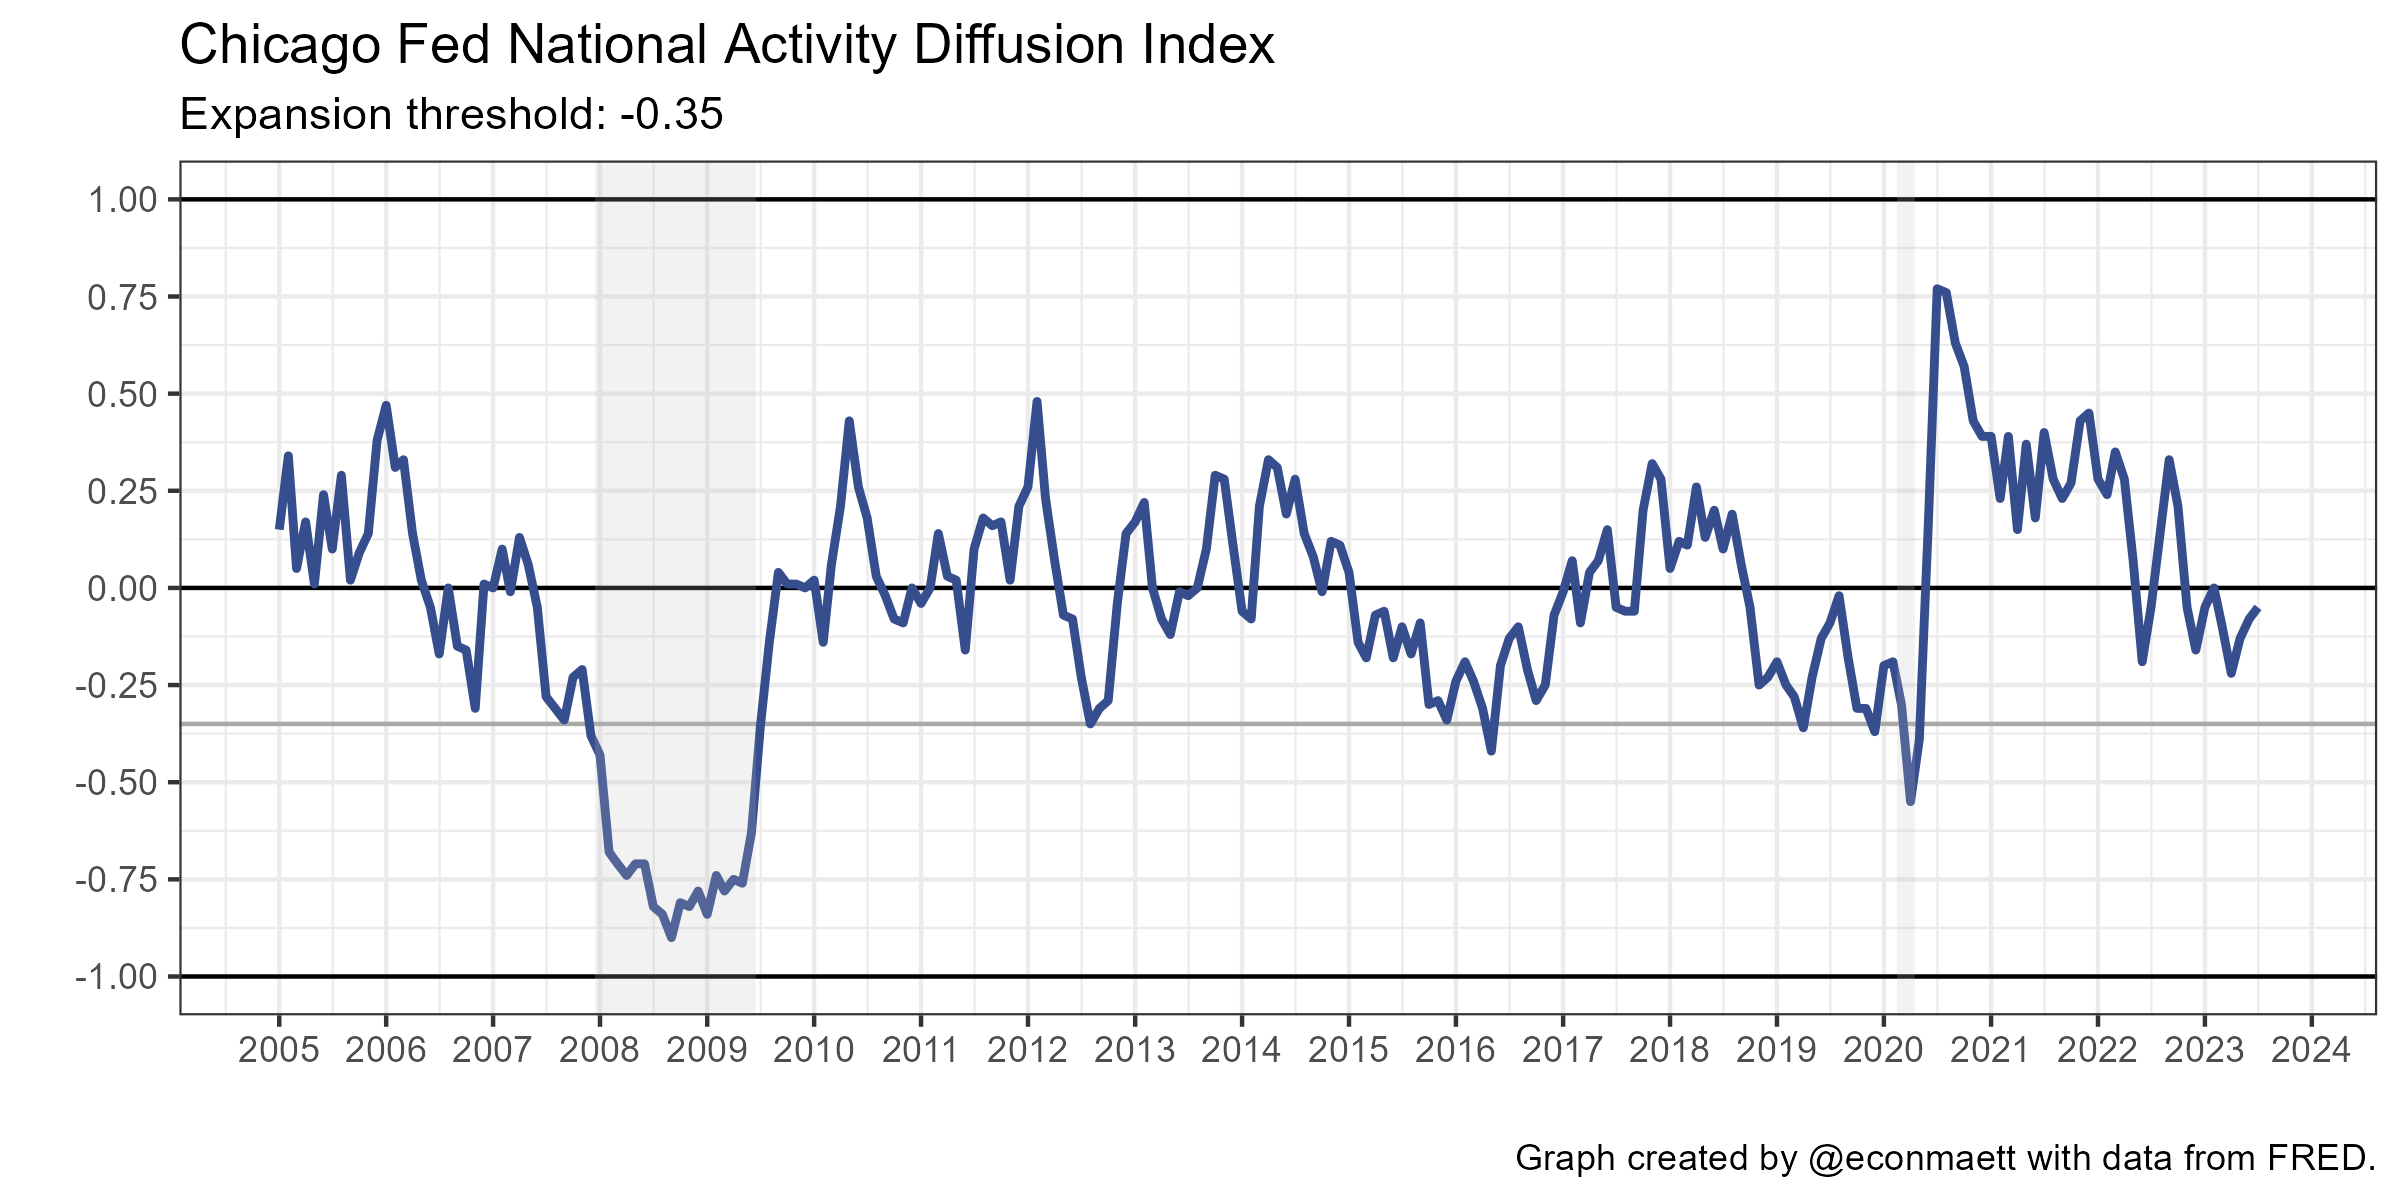 Chicago Fed National Activity Diffusion Index
Expansion threshold: -0.35
1.00
0.75
0.50
0.25
0.00
-0.25
-0.50
-0.75
-1.00
2005 2006 2007 2008 2009 2010 2011 2012 2013 2014 2015 2016 2017 2018 2019 2020 2021 2022 2023 2024
Graph created by @econmaett with data from FRED.